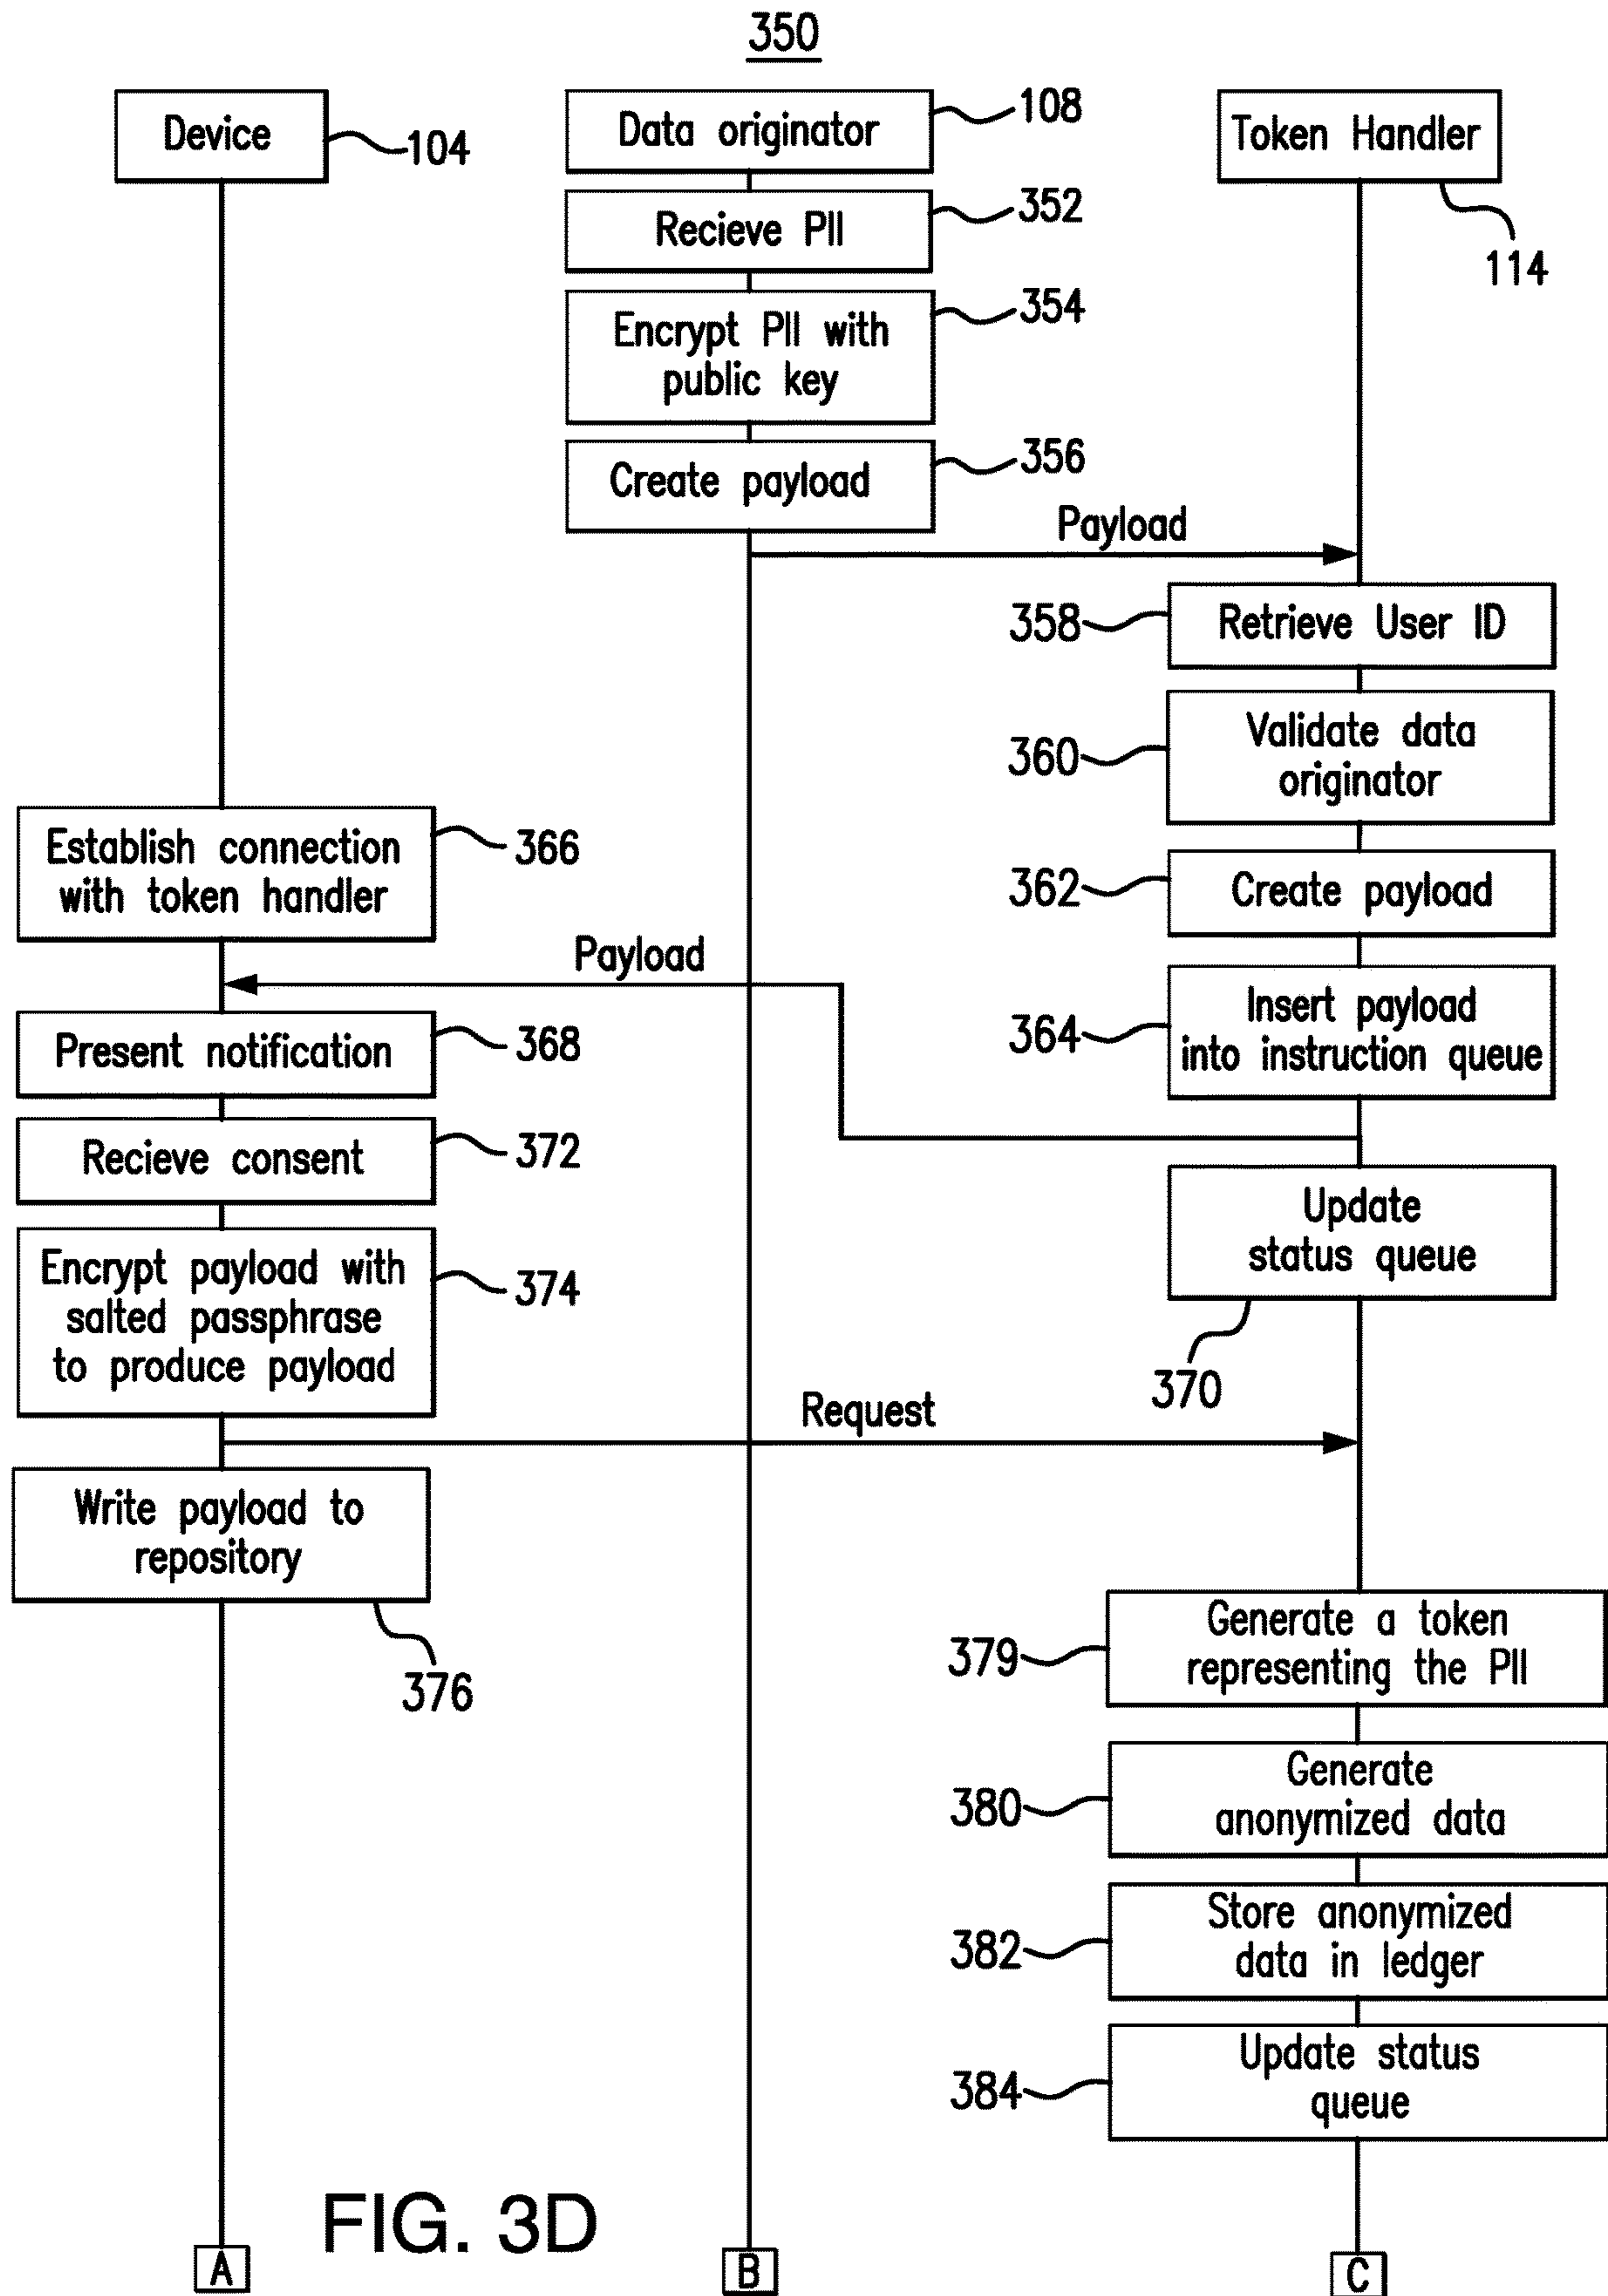 350
Device
104
Data originator
108
Token Handler
114
Recieve PII
352
Encrypt PII with
public key
354
Create payload
356
Payload
358
Retrieve User ID
360
Validate data
originator
Establish connection
with token handler
366
362
Create payload
Payload
364
Insert payload
into instruction queue
Present notification
368
Recieve consent
372
Update
status queue
370
Encrypt payload with
salted passphrase
to produce payload
374
Request
Write payload to
repository
376
379
Generate a token
representing the PII
380
Generate
anonymized data
382
Store anonymized
data in ledger
384
Update status
queue
FIG. 3D
A
B
C